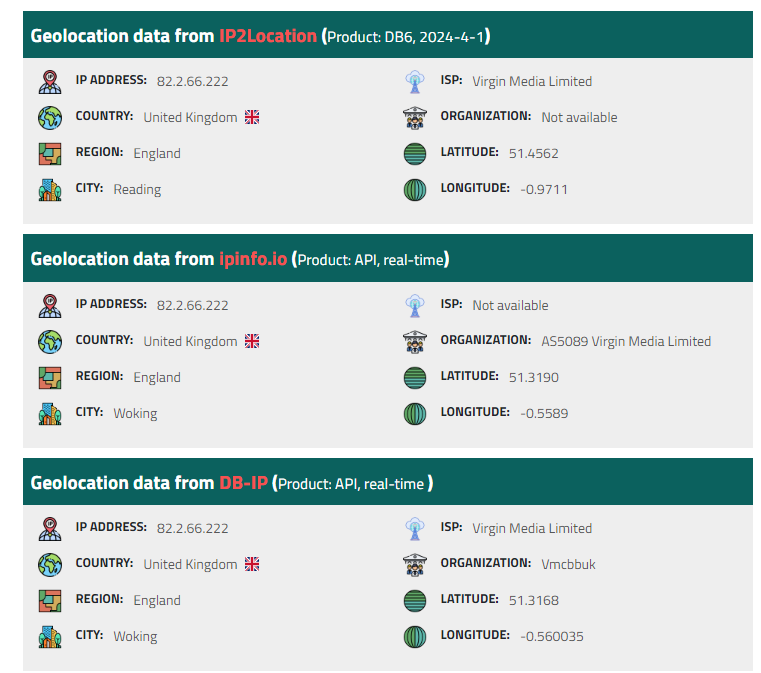 Geolocation data from IP2Location (Product: DB6, 2024-4-1)
IP ADDRESS: 82.2.66.222
ISP: Virgin Media Limited
COUNTRY: United Kingdom
ORGANIZATION: Not available
REGION: England
LATITUDE: 51.4562
CITY: Reading
LONGITUDE: -0.9711
Geolocation data from ipinfo.io (Product: API, real-time)
IP ADDRESS: 82.2.66.222
ISP: Not available
COUNTRY: United Kingdom
ORGANIZATION: AS5089 Virgin Media Limited
REGION: England
LATITUDE: 51.3190
CITY: Woking
LONGITUDE: -0.5589
Geolocation data from DB-IP (Product: API, real-time )
IP ADDRESS: 82.2.66.222
ISP: Virgin Media Limited
COUNTRY: United Kingdom
ORGANIZATION: Vmcbbuk
REGION: England
LATITUDE: 51.3168
CITY: Woking
LONGITUDE: -0.560035